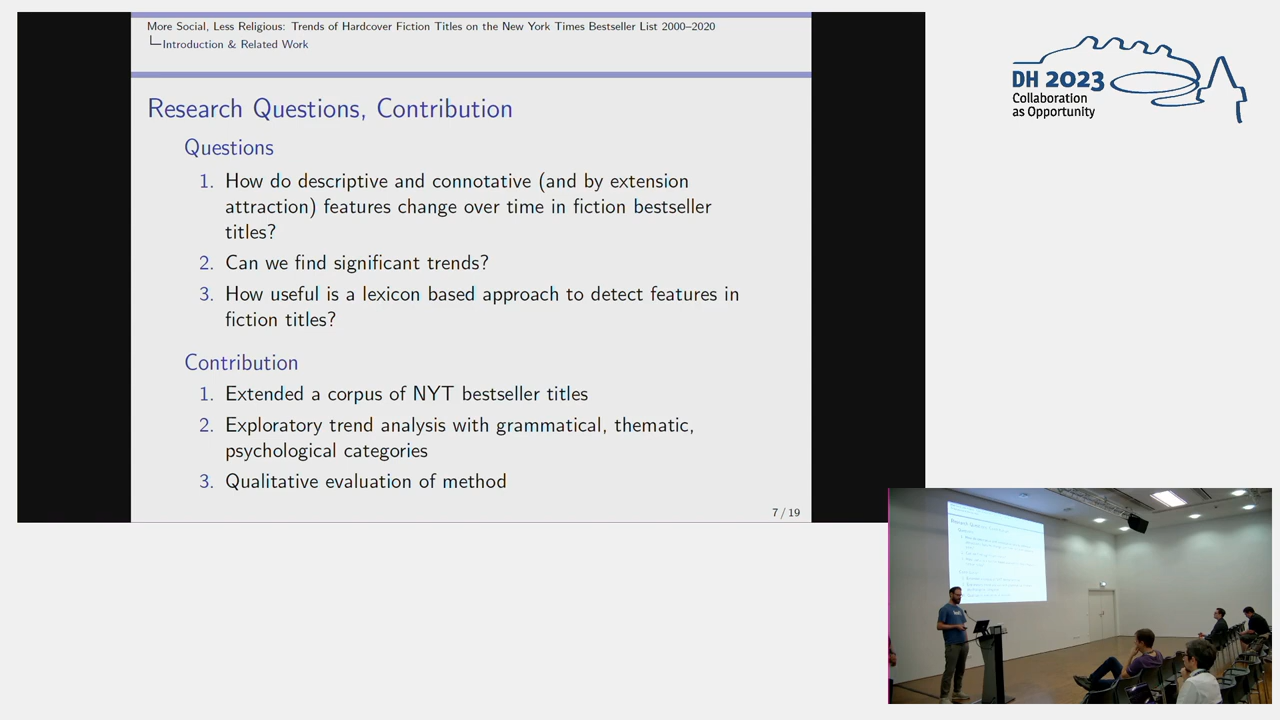 More Social, Less Religious: Trends of Hardcover Fiction Titles on the New York Times Bestseller List 2000–2020
Introduction & Related Work
Research Questions, Contribution
Questions
1. How do descriptive and connotative (and by extension
attraction) features change over time in fiction bestseller
titles?
2. Can we find significant trends?
3. How useful is a lexicon based approach to detect features in
fiction titles?
Contribution
1. Extended a corpus of NYT bestseller titles
2. Exploratory trend analysis with grammatical, thematic,
psychological categories
3. Qualitative evaluation of method
7 / 19
DH 2023
Collaboration
as Opportunity